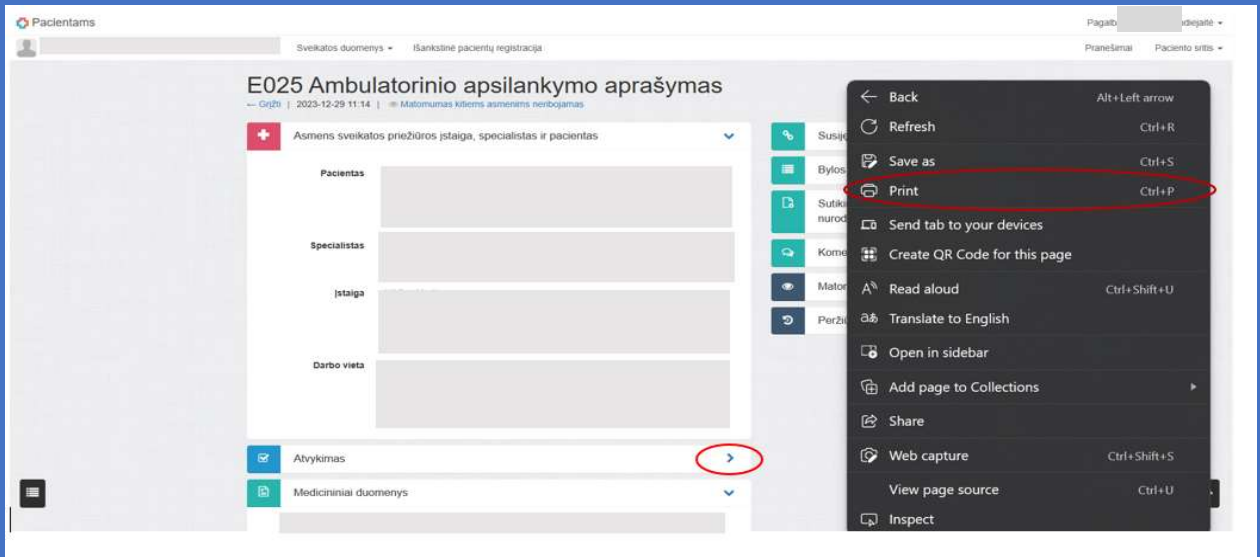 Pacientams
Pagalb
Sveikatos duomenys
Išankstinė pacientų registracija
Pranešimai
Paciento sritis
E025 Ambulatorinio apsilankymo aprašymas
← Grįžti | 2023-12-29 11:14 | Matomumas kitiems asmenims neribojamas
Asmens sveikatos priežiūros įstaiga, specialistas ir pacientas
Pacientas
Specialistas
Įstaiga
Darbo vieta
Atvykimas
Medicininiai duomenys
Susije
Bylos
Sutiki
nurod
Kome
Mator
Perži
Back Alt+Left arrow
Refresh Ctrl+R
Save as Ctrl+S
Print Ctrl+P
Send tab to your devices
Create QR Code for this page
Read aloud Ctrl+Shift+U
Translate to English
Open in sidebar
Add page to Collections
Share
Web capture Ctrl+Shift+S
View page source Ctrl+U
Inspect